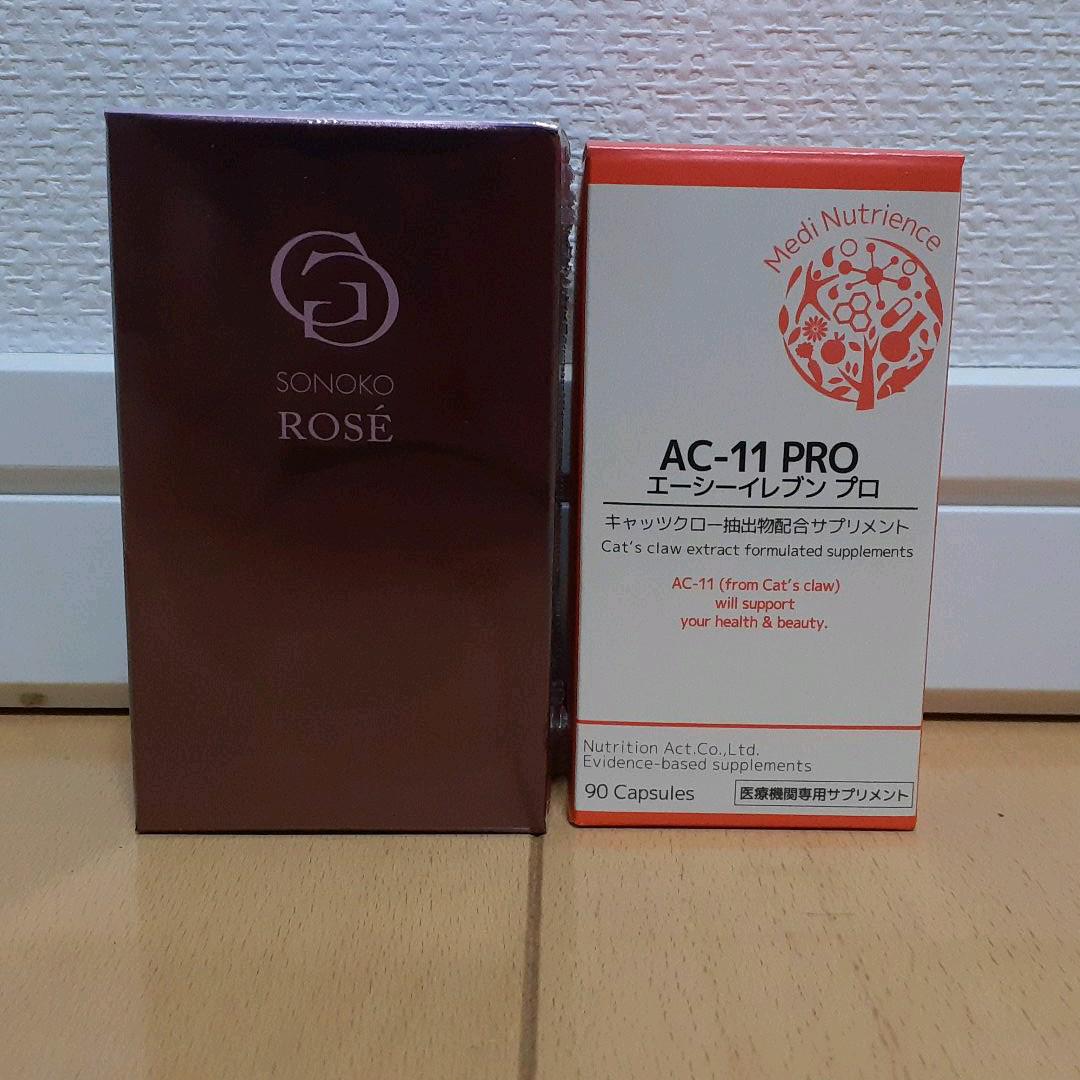 SONOKO
ROSÉ
Medi Nutrience
AC-11 PRO
エーシーイレブン プロ
キャッツクロー抽出物配合サプリメント
Cat's claw extract formulated supplements
AC-11 (from Cat's claw)
will support
your health & beauty.
Nutrition Act.Co.,Ltd.
Evidence-based supplements
90 Capsules
医療機関専用サプリメント